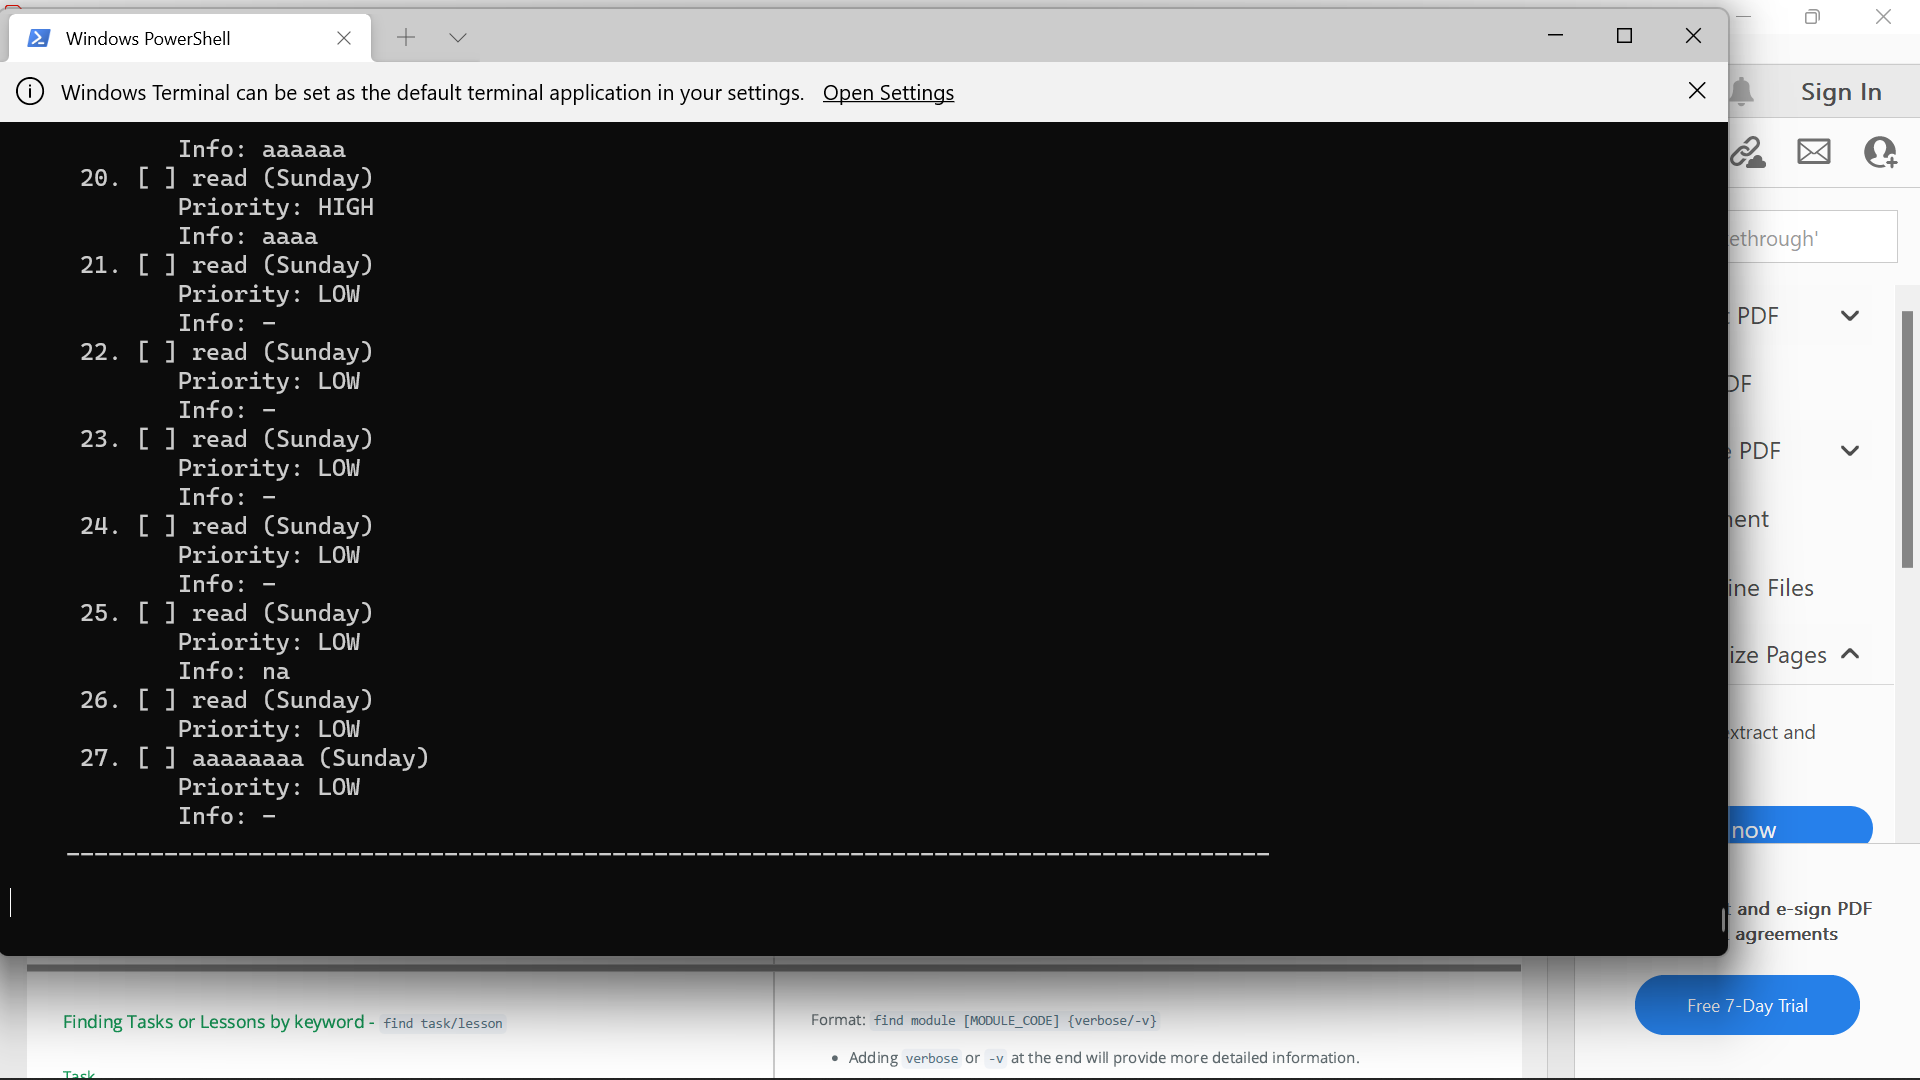 Windows PowerShell
Windows Terminal can be set as the default terminal application in your settings. Open Settings
Info: aaaaaa
20. [ ] read (Sunday)
Priority: HIGH
Info: aaaa
21. [ ] read (Sunday)
Priority: LOW
Info: -
22. [ ] read (Sunday)
Priority: LOW
Info: -
23. [ ] read (Sunday)
Priority: LOW
Info: -
24. [ ] read (Sunday)
Priority: LOW
Info: -
25. [ ] read (Sunday)
Priority: LOW
Info: na
26. [ ] read (Sunday)
Priority: LOW
27. [ ] aaaaaaaa (Sunday)
Priority: LOW
Info: -
Sign In
ethrough'
PDF
DF
PDF
ent
ine Files
ize Pages
xtract and
now
and e-sign PDF
agreements
Free 7-Day Trial
Finding Tasks or Lessons by keyword - find task/lesson
Task
Format: find module [MODULE_CODE] {verbose/-v}
• Adding verbose or -v at the end will provide more detailed information.